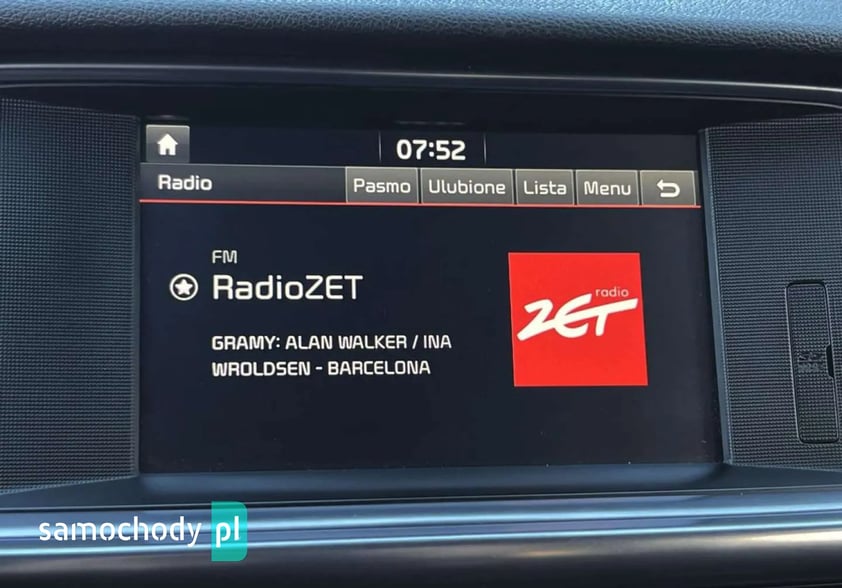 07:52
Radio Pasmo Ulubione Lista Menu
FM
RadioZET
GRAMY: ALAN WALKER / INA
WROLDSEN - BARCELONA
radio
ZET
samochody pl